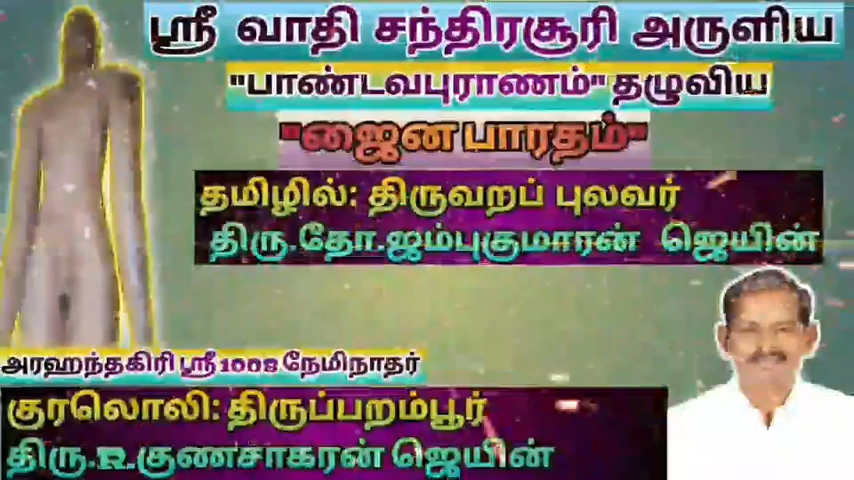 ஸ்ரீ வாதி சந்திரசூரி அருளிய
"பாண்டவபுராணம்" தழுவிய
"ஜைன பாரதம்"
தமிழில்: திருவறப் புலவர்
திரு.தோ.ஜம்புகுமாரன் ஜெயின்
அரஹந்தகிரி ஸ்ரீ 1008 நேமிநாதர்
குரலொலி: திருப்பறம்பூர்
திரு.R.குணசாகரன் ஜெயின்